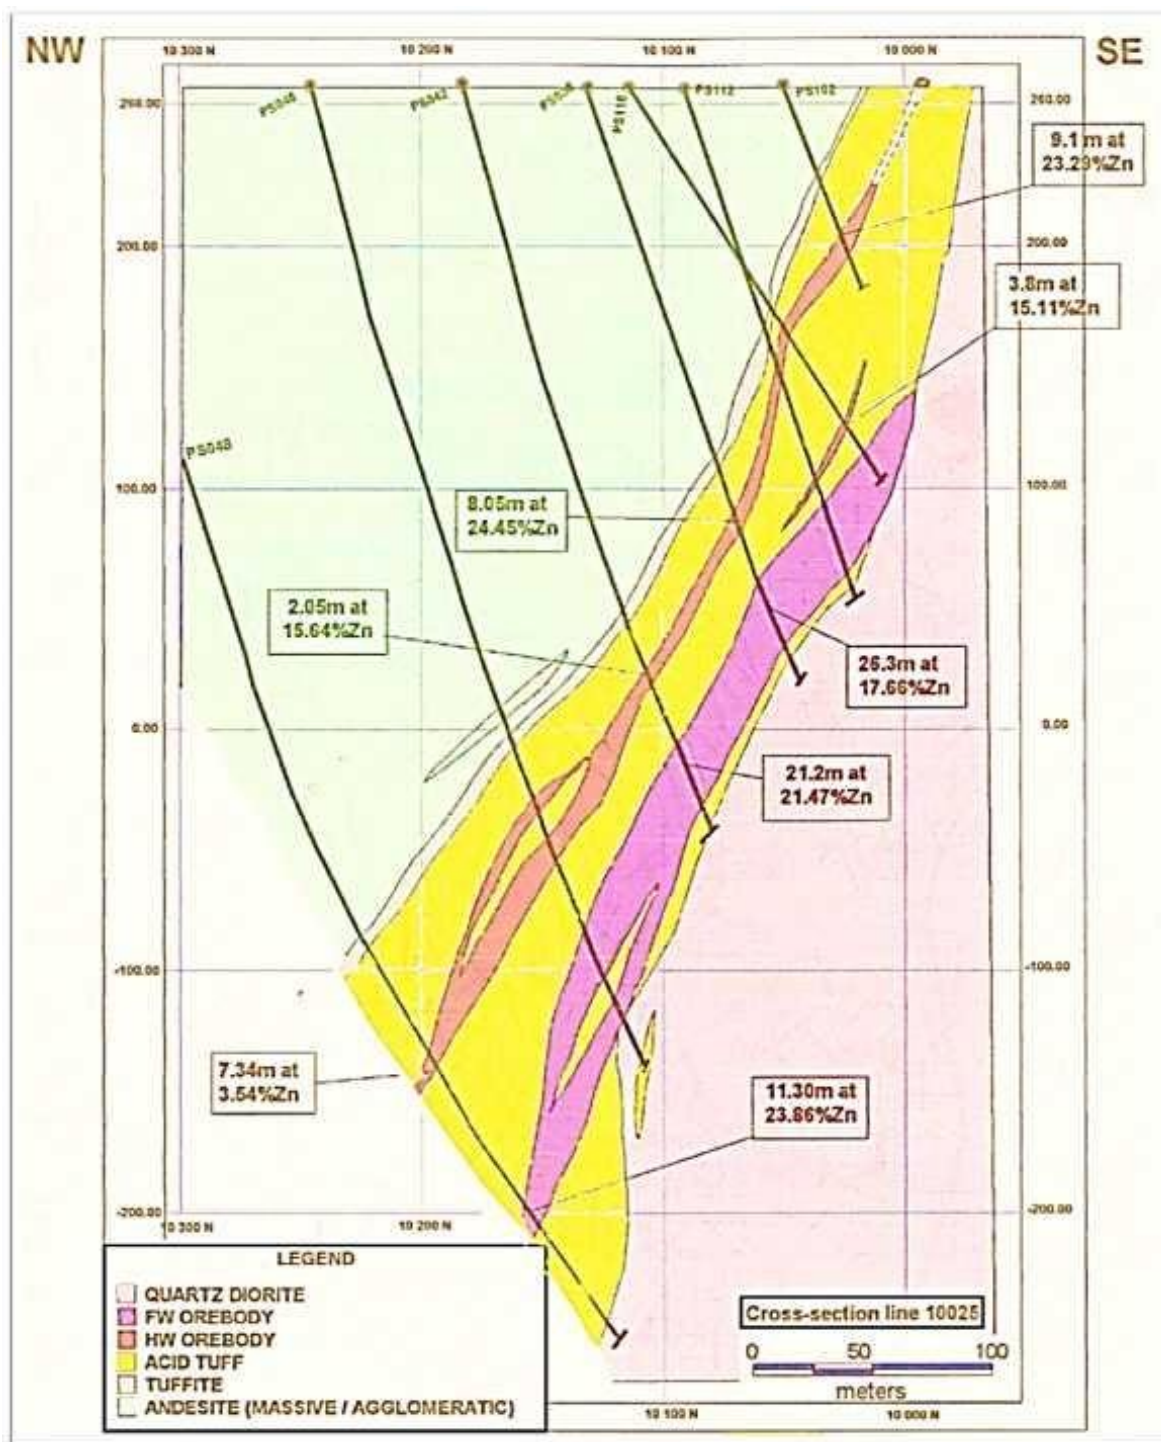 NW
SE
10 300 N
10 200 N
10 100 N
10 000 N
PS046
PS042
PS116
PS112
PS102
260.00
260.00
9.1m at
23.29%Zn
200.00
200.00
3.8m at
15.11%Zn
PS048
100.00
100.00
8.05m at
24.45%Zn
2.05m at
15.64%Zn
26.3m at
17.66%Zn
0.00
0.00
21.2m at
21.47%Zn
-100.00
-100.00
7.34m at
3.54%Zn
11.30m at
23.86%Zn
-200.00
-200.00
10 300 N
10 200 N
LEGEND
QUARTZ DIORITE
FW OREBODY
HW OREBODY
ACID TUFF
TUFFITE
ANDESITE (MASSIVE / AGGLOMERATIC)
Cross-section line 10025
0
50
100
meters
10 100 N
10 000 N